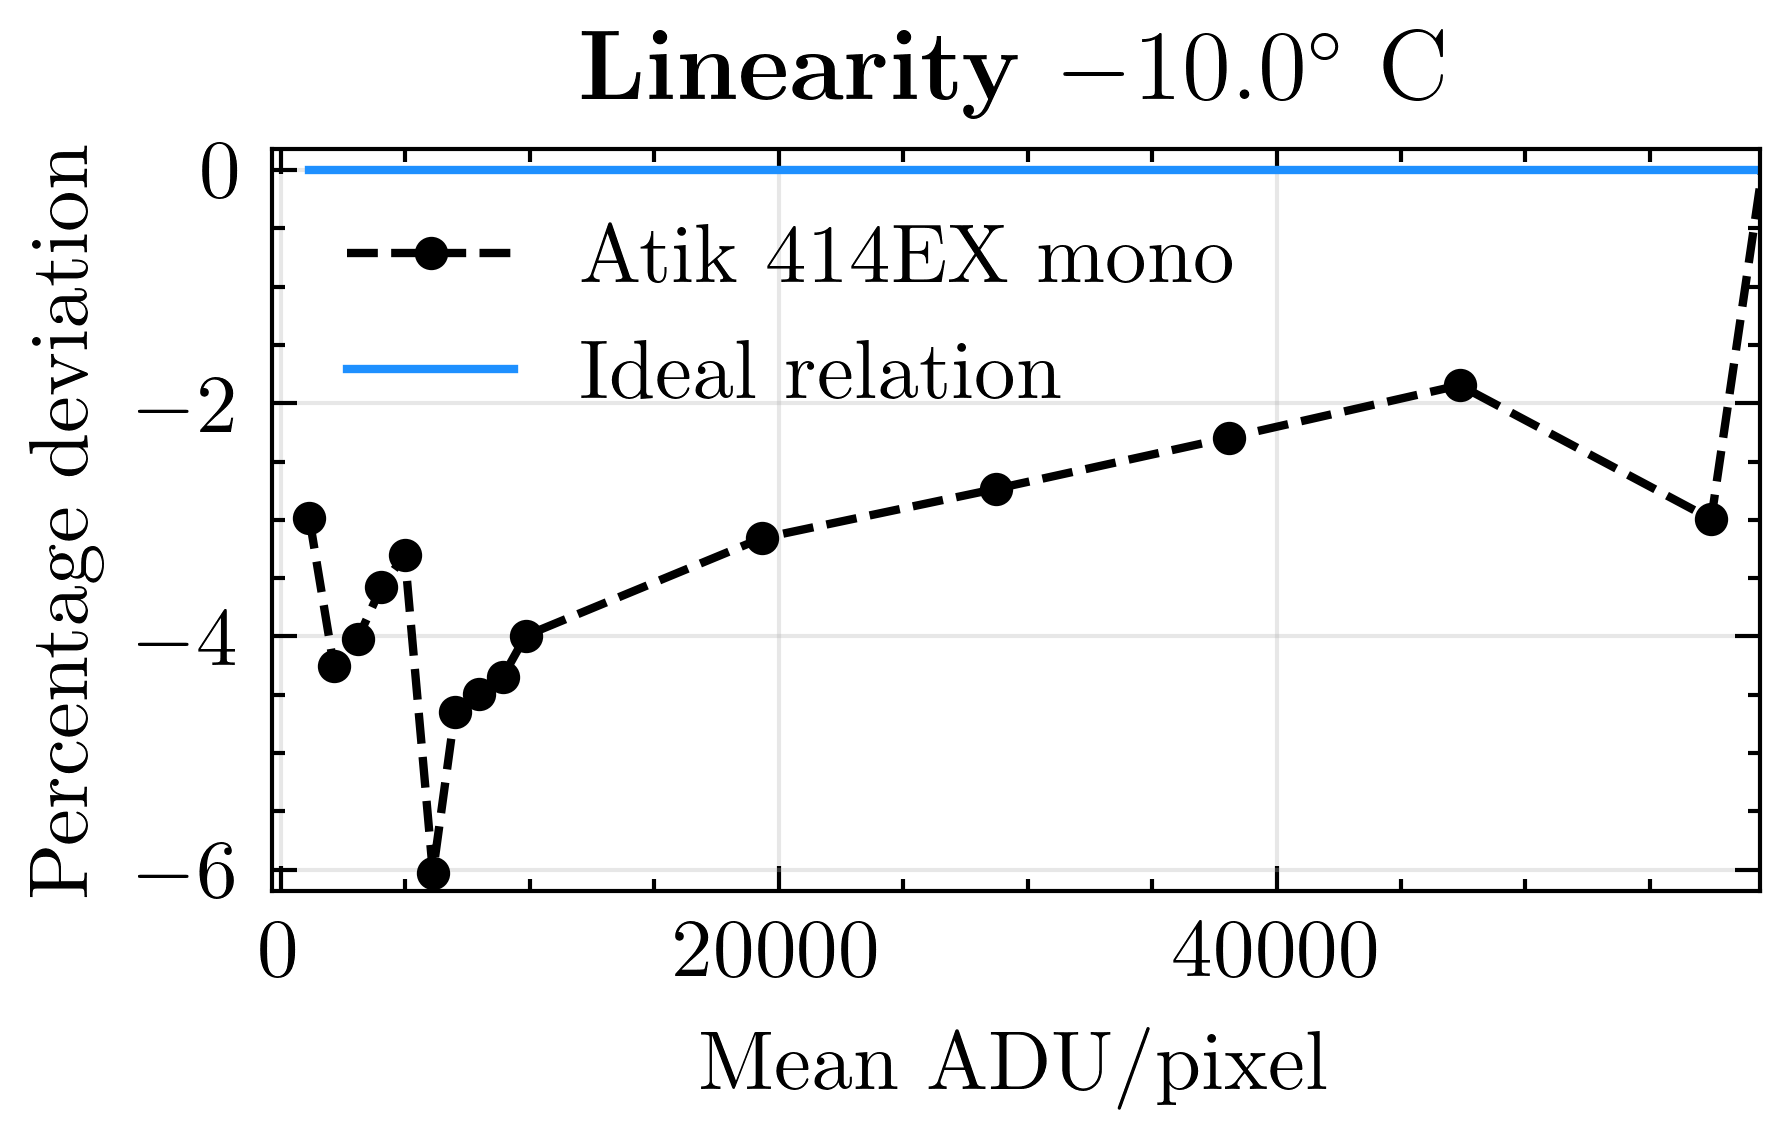 Linearity −10.0° C
Percentage deviation
0
−2
−4
−6
Atik 414EX mono
Ideal relation
0 20000 40000
Mean ADU/pixel